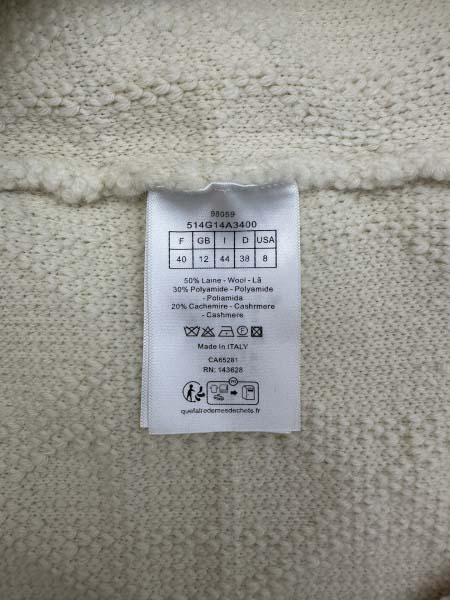 98059
514G14A3400
F GB I D USA
40 12 44 38 8
50% Laine - Wool - Lã
30% Polyamide - Polyamide
- Poliamida
20% Cachemire - Cashmere
- Cashmere
Made in ITALY
CA65281
RN: 143628
quefairedemesdechets.fr